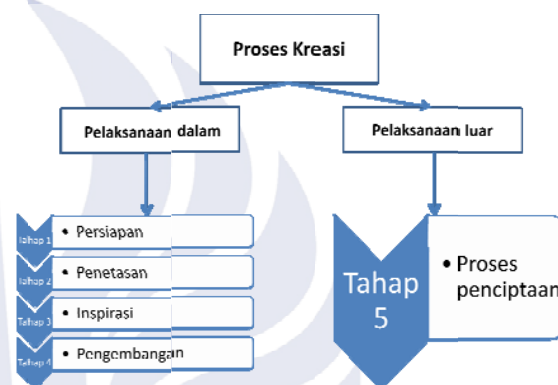 Proses Kreasi
Pelaksanaan dalam
Pelaksanaan luar
Tahap 1
• Persiapan
Tahap 2
• Penetasan
Tahap 3
• Inspirasi
Tahap 4
• Pengembangan
Tahap
5
• Proses
penciptaan